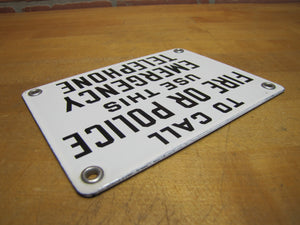 TO CALL
FIRE OR POLICE
USE THIS
EMERGENCY
TELEPHONE